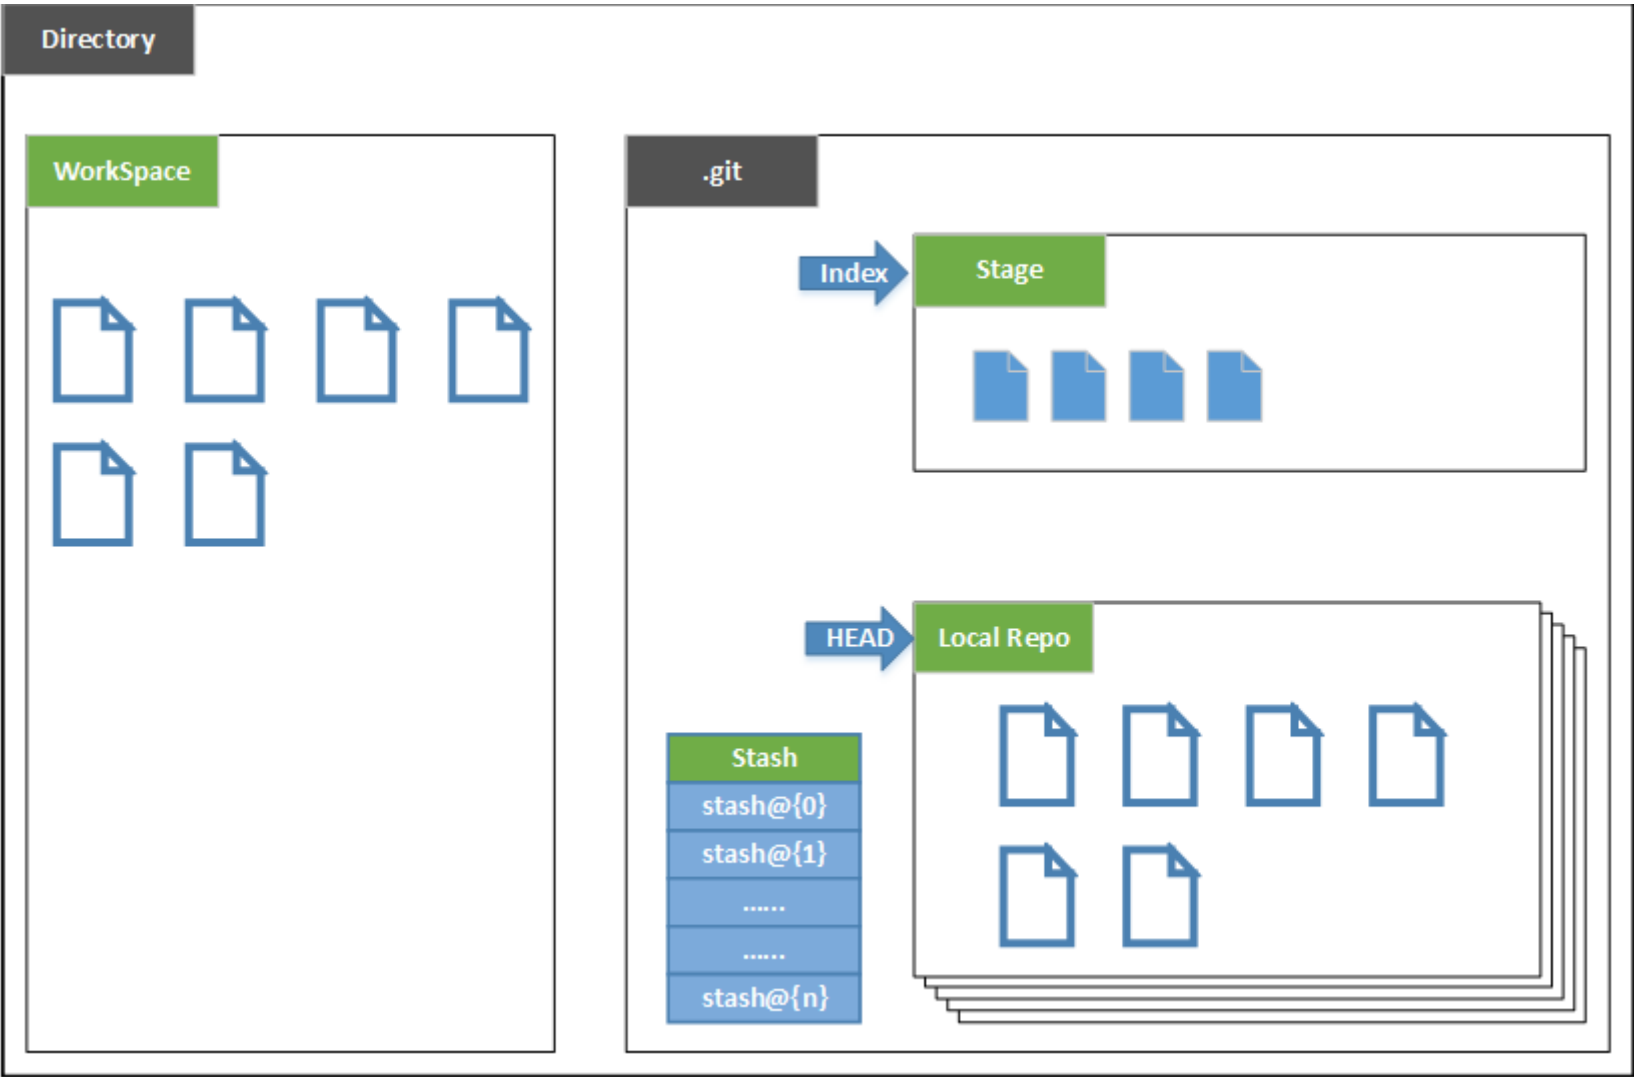 Directory
WorkSpace
.git
Index
Stage
HEAD
Local Repo
Stash
stash@{0}
stash@{1}
......
......
stash@{n}